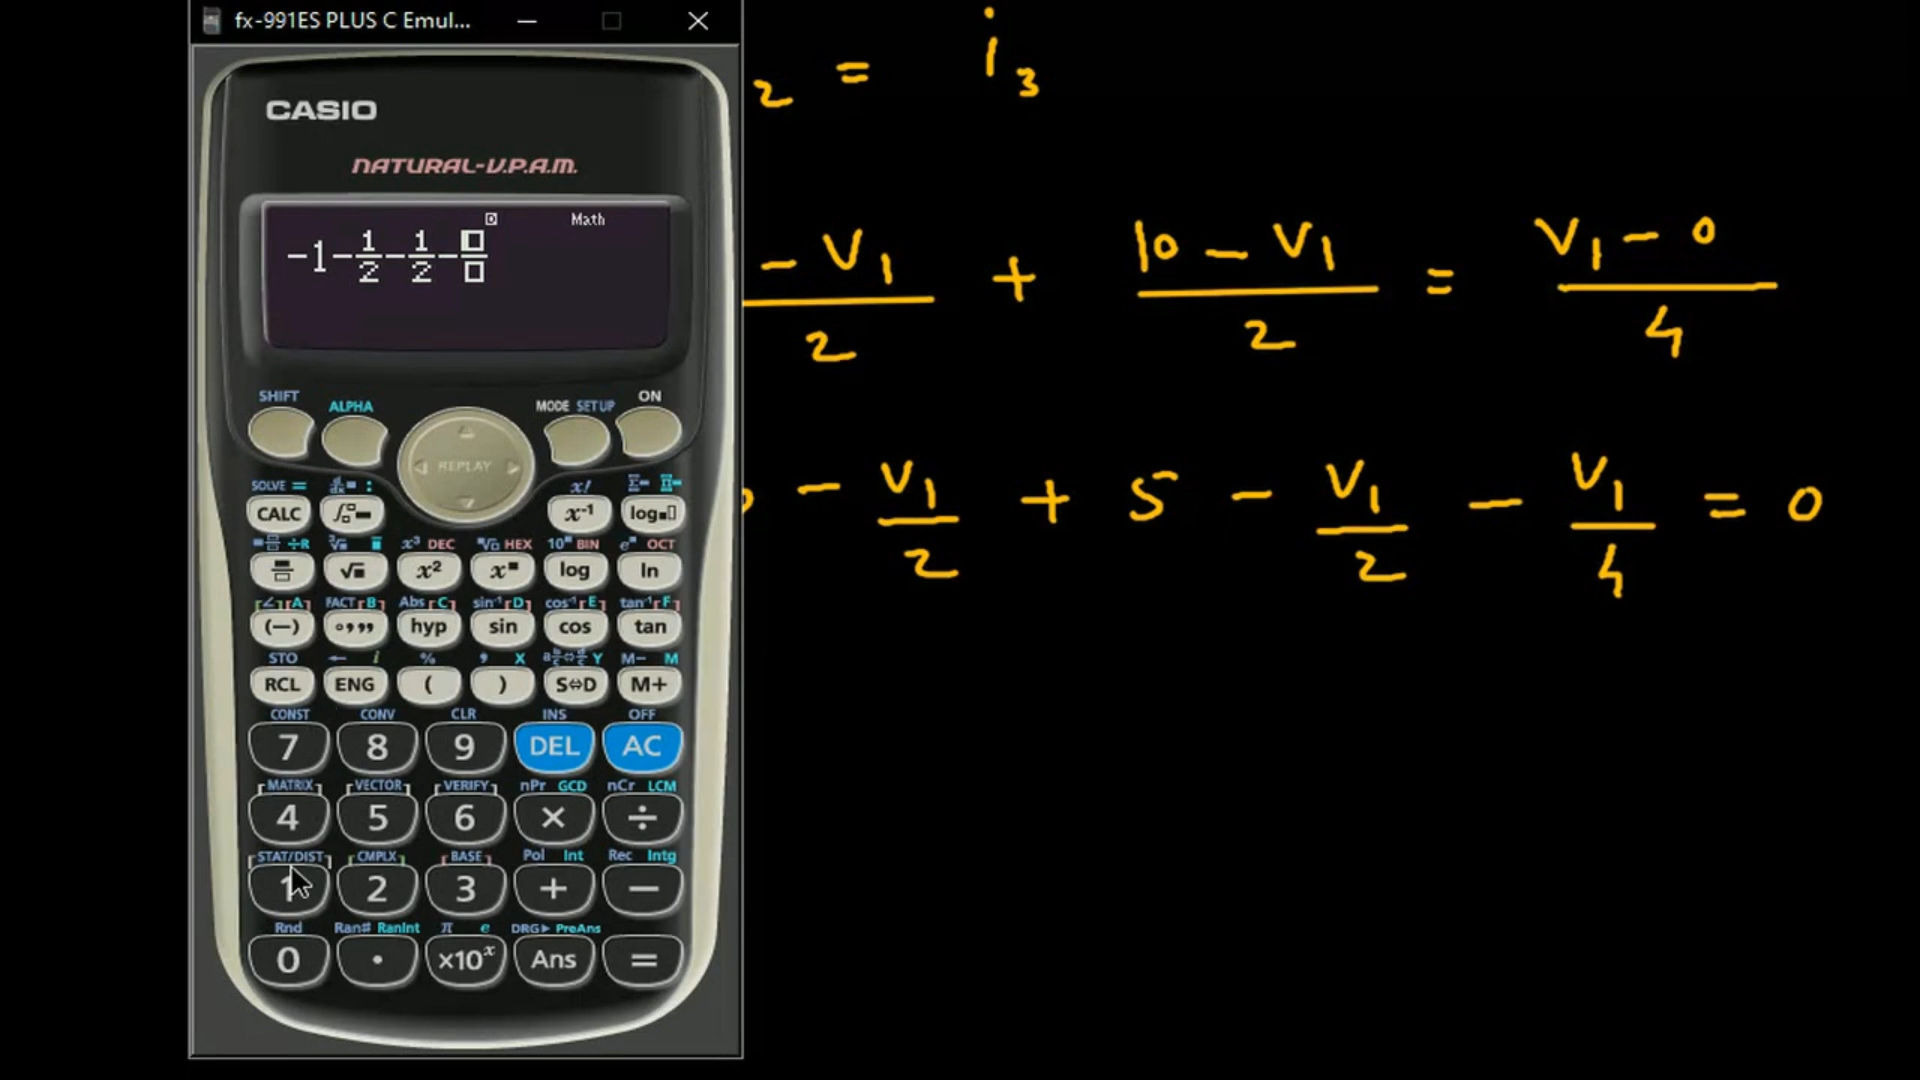 fx-991ES PLUS C Emul...
CASIO
NATURAL-V.P.A.M.
Math
-1-1/2-1/2-
SHIFT ALPHA MODE SETUP ON
REPLAY
SOLVE = d/dx : x! Σ Π
CALC ∫ x⁻¹ log
÷R ³√ x³ DEC ˣ√ HEX 10 BIN e OCT
√ x² x log ln
∠ A FACT B Abs C sin⁻¹ D cos⁻¹ E tan⁻¹ F
(−) °,,, hyp sin cos tan
STO ← i % , X Y M− M
RCL ENG ( ) S⇔D M+
CONST CONV CLR INS OFF
7 8 9 DEL AC
MATRIX VECTOR VERIFY nPr GCD nCr LCM
4 5 6 × ÷
STAT/DIST CMPLX BASE Pol Int Rec Intg
1 2 3 + −
Rnd Ran# RanInt π e DRG▸ PreAns
0 . ×10ˣ Ans =
2 = i3
- V1/2 + 10 - V1/2 = V1 - 0/4
- V1/2 + 5 - V1/2 - V1/4 = 0